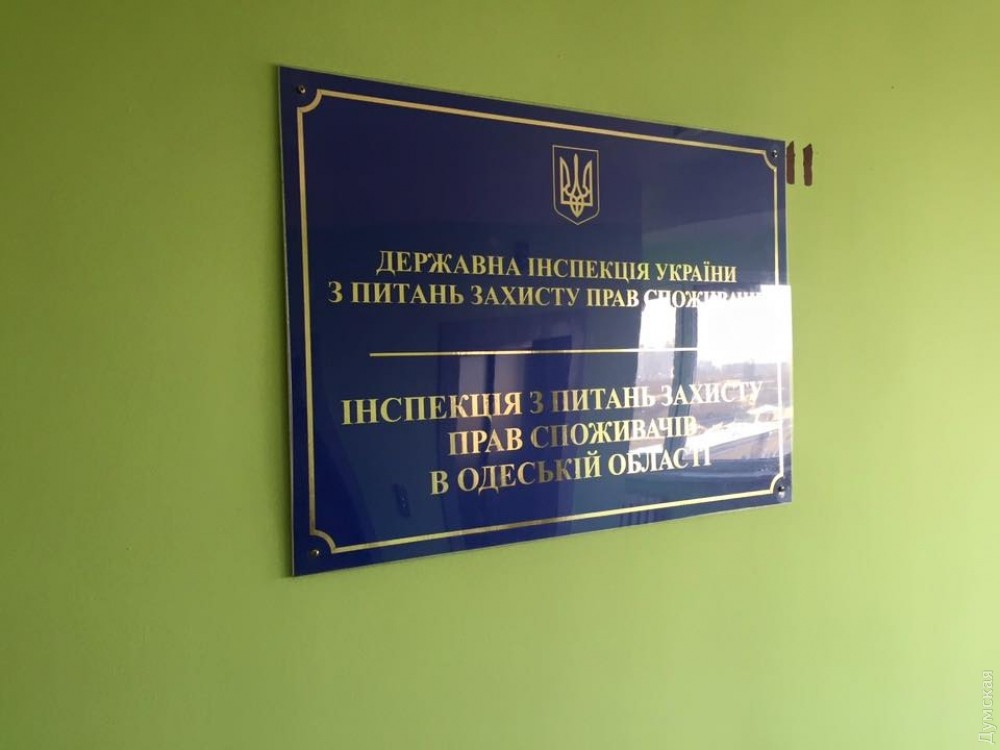 ДЕРЖАВНА ІНСПЕКЦІЯ УКРАЇНИ
З ПИТАНЬ ЗАХИСТУ ПРАВ СПОЖИВАЧІВ
ІНСПЕКЦІЯ З ПИТАНЬ ЗАХИСТУ
ПРАВ СПОЖИВАЧІВ
В ОДЕСЬКІЙ ОБЛАСТІ
Думская